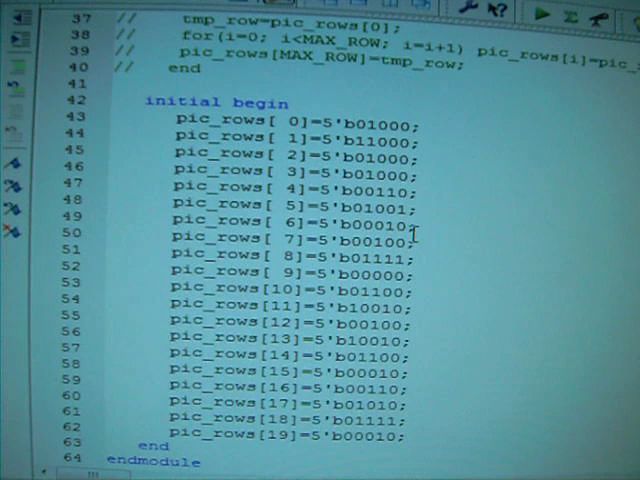 37 // tmp_row=pic_rows[0];
38 // for(i=0; i<MAX_ROW; i=i+1) pic_rows[i]=pic_
39 // pic_rows[MAX_ROW]=tmp_row;
40 // end
41
42 initial begin
43 pic_rows[ 0]=5'b01000;
44 pic_rows[ 1]=5'b11000;
45 pic_rows[ 2]=5'b01000;
46 pic_rows[ 3]=5'b01000;
47 pic_rows[ 4]=5'b00110;
48 pic_rows[ 5]=5'b01001;
49 pic_rows[ 6]=5'b00010;
50 pic_rows[ 7]=5'b00100;
51 pic_rows[ 8]=5'b01111;
52 pic_rows[ 9]=5'b00000;
53 pic_rows[10]=5'b01100;
54 pic_rows[11]=5'b10010;
55 pic_rows[12]=5'b00100;
56 pic_rows[13]=5'b10010;
57 pic_rows[14]=5'b01100;
58 pic_rows[15]=5'b00010;
59 pic_rows[16]=5'b00110;
60 pic_rows[17]=5'b01010;
61 pic_rows[18]=5'b01111;
62 pic_rows[19]=5'b00010;
63 end
64 endmodule